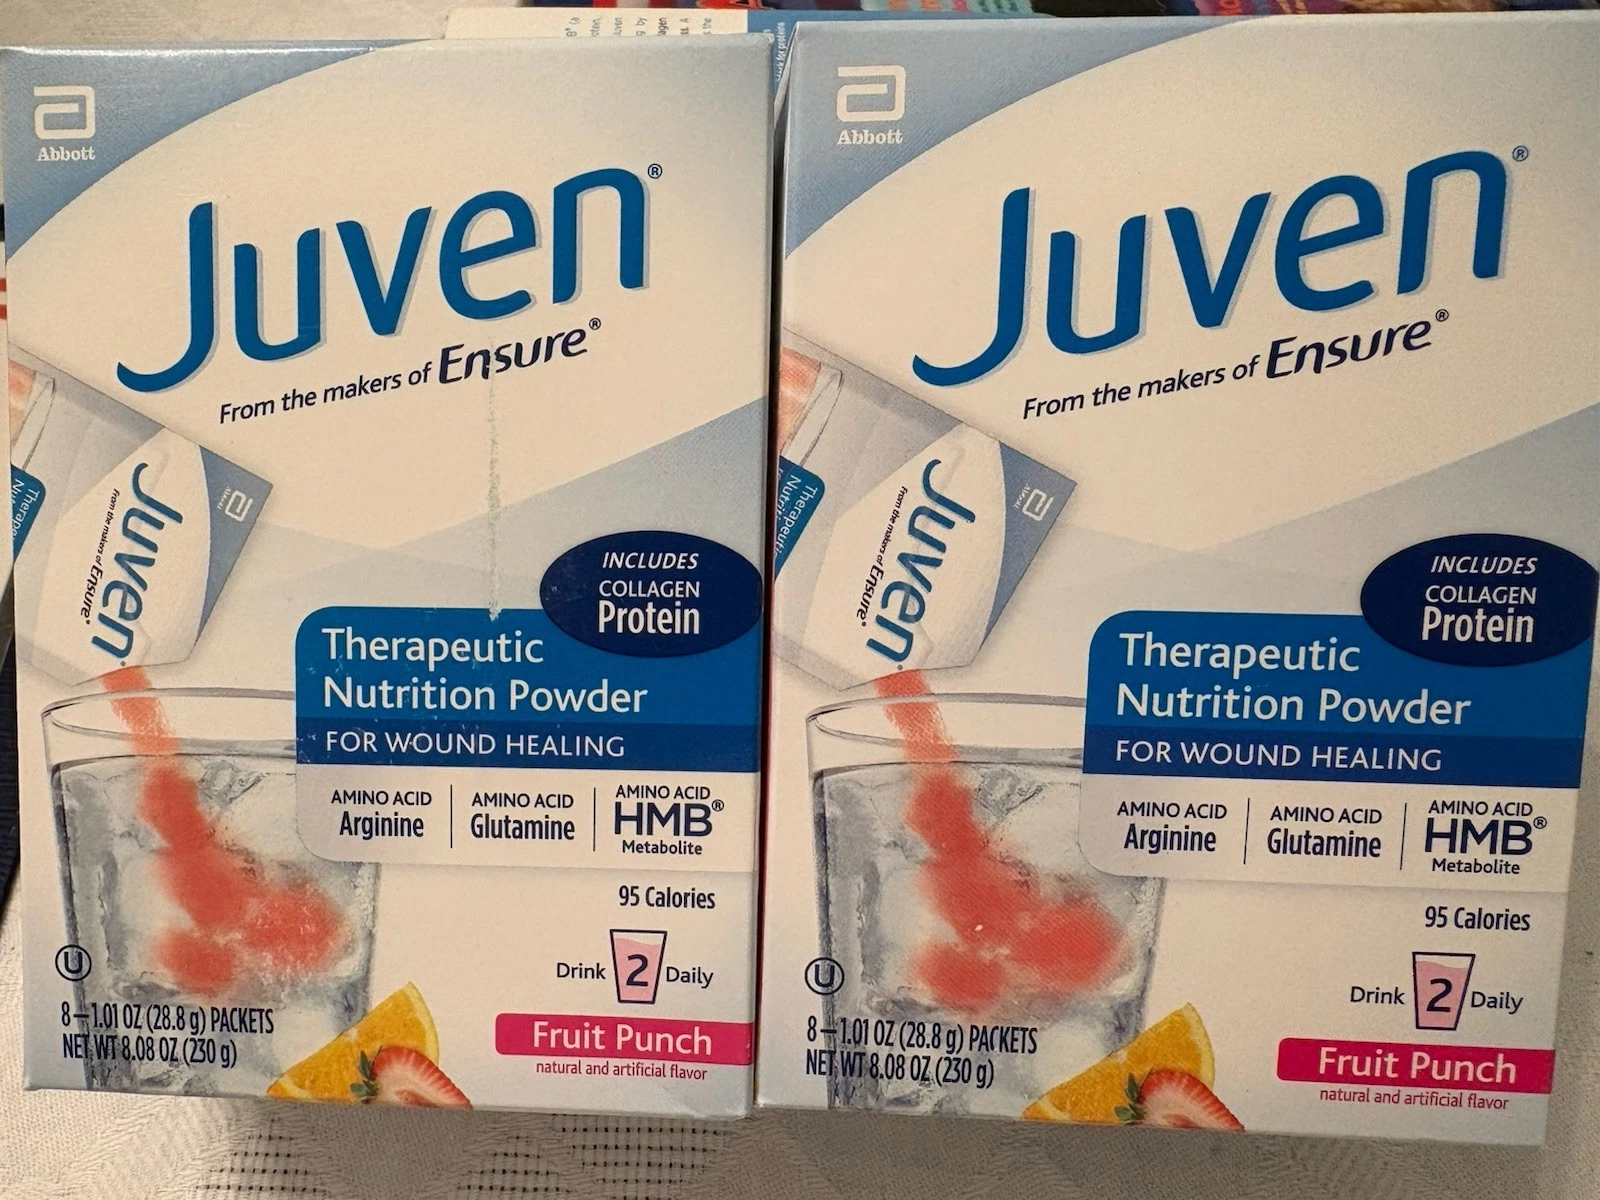 Abbott
Juven®
From the makers of Ensure®
Abbott
Juven
From the makers of Ensure®
INCLUDES
COLLAGEN
Protein
Therapeutic
Nutrition Powder
FOR WOUND HEALING
AMINO ACID
Arginine
AMINO ACID
Glutamine
AMINO ACID
HMB®
Metabolite
95 Calories
Drink 2 Daily
U
8–1.01 OZ (28.8 g) PACKETS
NET WT 8.08 OZ (230 g)
Fruit Punch
natural and artificial flavor
Abbott
Juven®
From the makers of Ensure®
Abbott
Juven
From the makers of Ensure®
INCLUDES
COLLAGEN
Protein
Therapeutic
Nutrition Powder
FOR WOUND HEALING
AMINO ACID
Arginine
AMINO ACID
Glutamine
AMINO ACID
HMB®
Metabolite
95 Calories
Drink 2 Daily
U
8–1.01 OZ (28.8 g) PACKETS
NET WT 8.08 OZ (230 g)
Fruit Punch
natural and artificial flavor